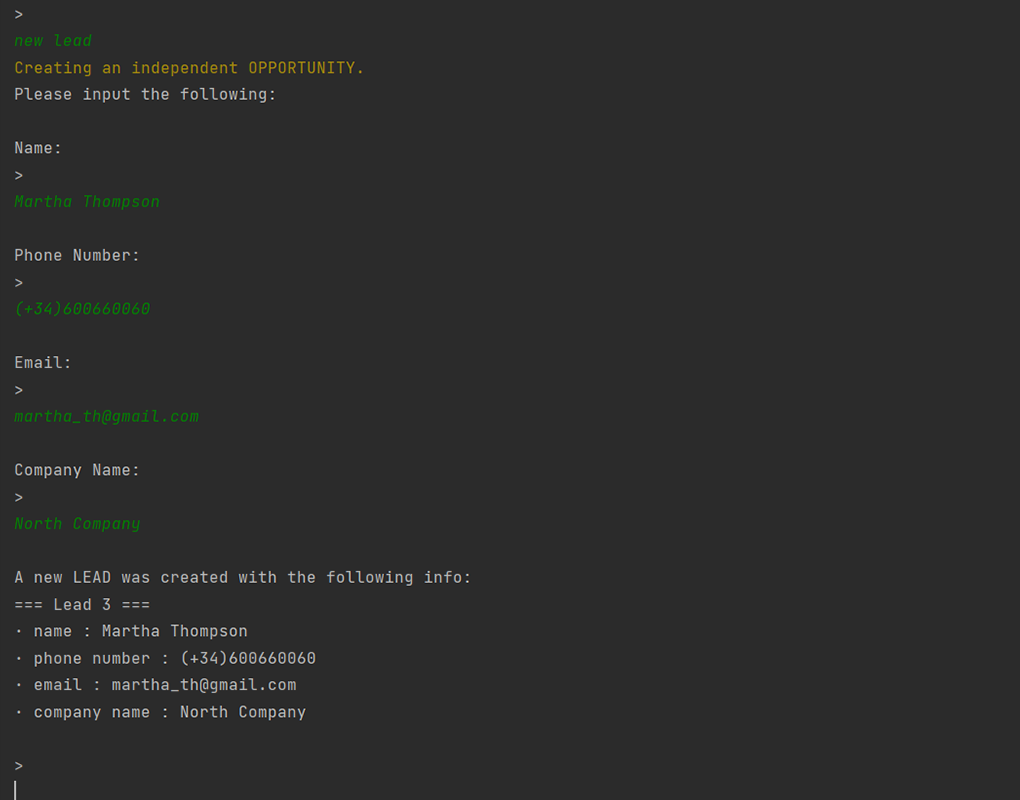 >
new lead
Creating an independent OPPORTUNITY.
Please input the following:
Name:
>
Martha Thompson
Phone Number:
>
(+34)600660060
Email:
>
martha_th@gmail.com
Company Name:
>
North Company
A new LEAD was created with the following info:
=== Lead 3 ===
· name : Martha Thompson
· phone number : (+34)600660060
· email : martha_th@gmail.com
· company name : North Company
>